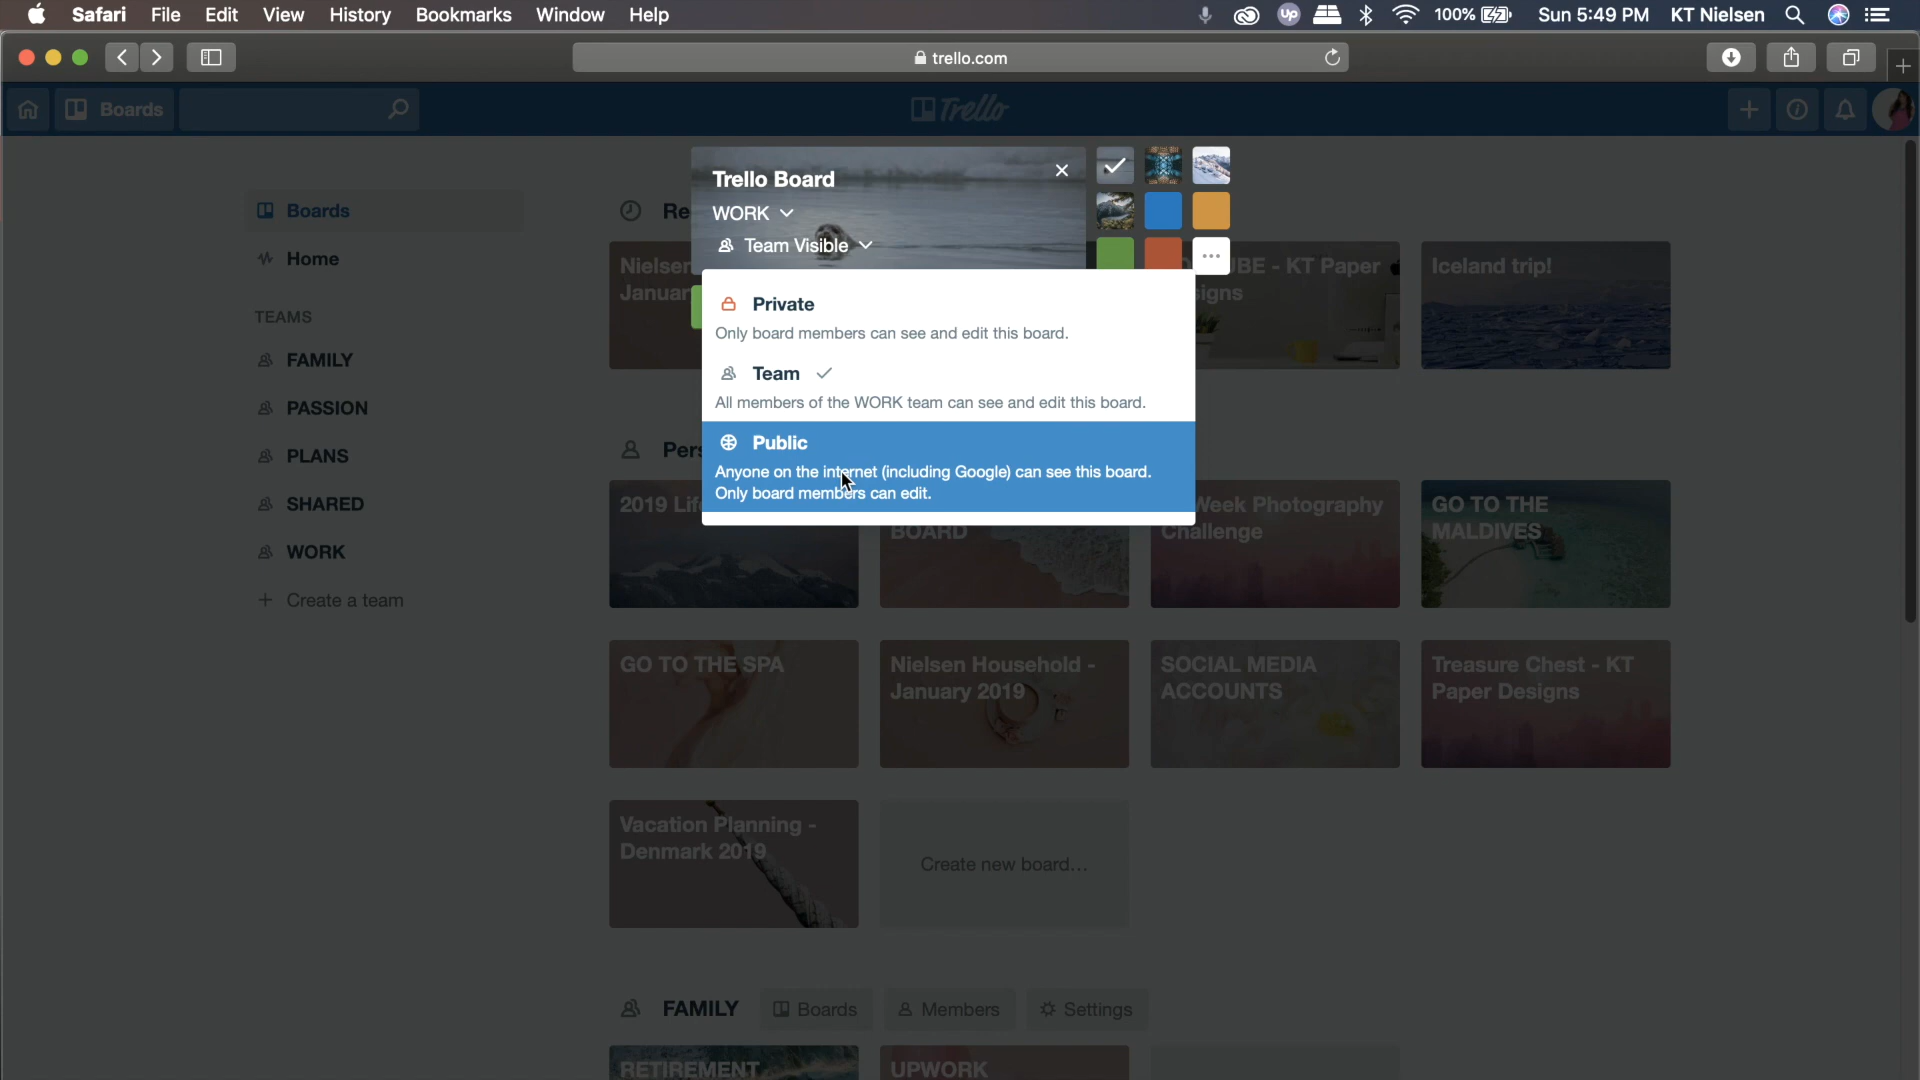 Safari File Edit View History Bookmarks Window Help
Up 100% Sun 5:49 PM KT Nielsen
trello.com
Boards
Trello
Trello Board
WORK
Team Visible
Private
Only board members can see and edit this board.
Team
All members of the WORK team can see and edit this board.
Public
Anyone on the internet (including Google) can see this board.
Only board members can edit.
Boards
Home
TEAMS
FAMILY
PASSION
PLANS
SHARED
WORK
Create a team
Re
Nielsen
January
BE - KT Paper
igns
Iceland trip!
Pers
2019 Lif
BOARD
Week Photography
Challenge
GO TO THE
MALDIVES
GO TO THE SPA
Nielsen Household -
January 2019
SOCIAL MEDIA
ACCOUNTS
Treasure Chest - KT
Paper Designs
Vacation Planning -
Denmark 2019
Create new board...
FAMILY Boards Members Settings
RETIREMENT
UPWORK